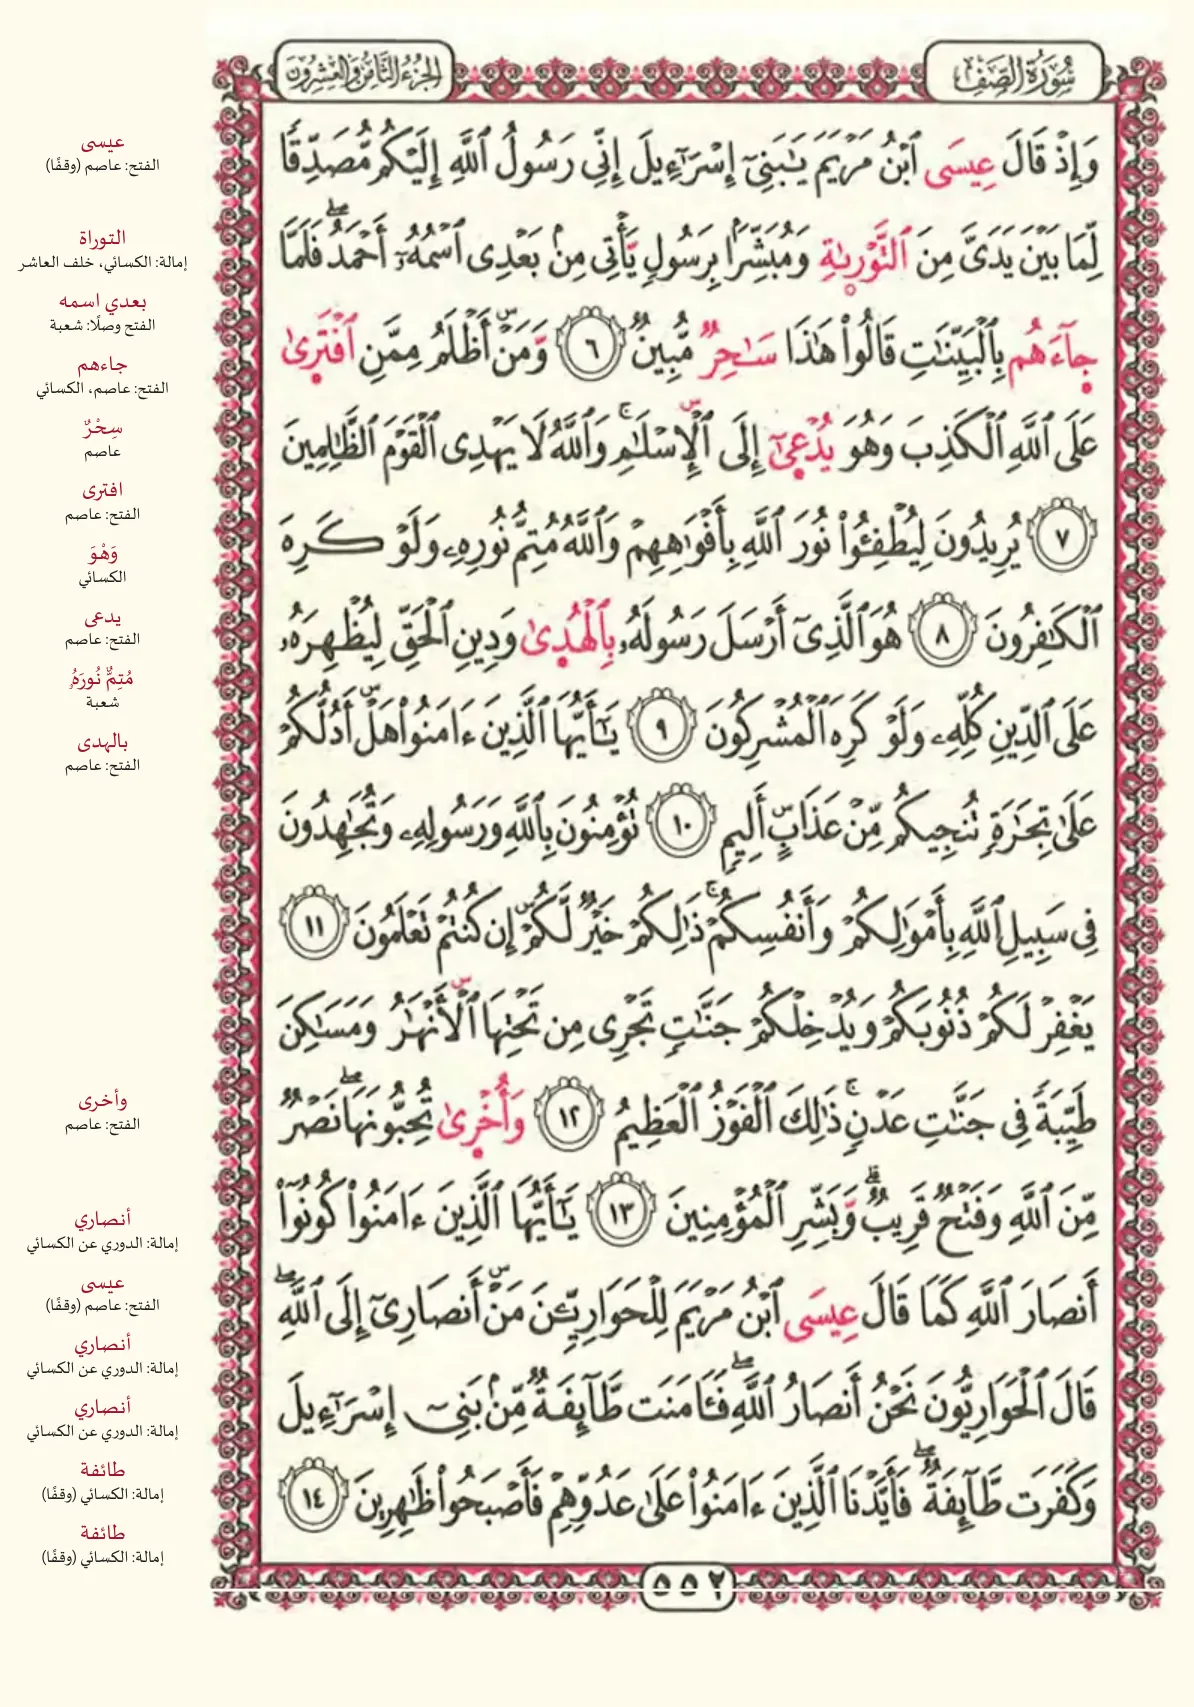 سُورَةُ الصَّفِّ
الجُزْءُ الثَّامِنُ وَالعِشْرُونَ
وَإِذْ قَالَ عِيسَى ٱبْنُ مَرْيَمَ يَٰبَنِىٓ إِسْرَٰٓءِيلَ إِنِّى رَسُولُ ٱللَّهِ إِلَيْكُم مُّصَدِّقًا
لِّمَا بَيْنَ يَدَىَّ مِنَ ٱلتَّوْرَىٰةِ وَمُبَشِّرًۢا بِرَسُولٍ يَأْتِى مِنۢ بَعْدِى ٱسْمُهُۥٓ أَحْمَدُۖ فَلَمَّا
جَآءَهُم بِٱلْبَيِّنَٰتِ قَالُوا۟ هَٰذَا سَٰحِرٌ مُّبِينٌ ٦ وَمَنْ أَظْلَمُ مِمَّنِ ٱفْتَرَىٰ
عَلَى ٱللَّهِ ٱلْكَذِبَ وَهُوَ يُدْعَىٰٓ إِلَى ٱلْإِسْلَٰمِۚ وَٱللَّهُ لَا يَهْدِى ٱلْقَوْمَ ٱلظَّٰلِمِينَ
٧ يُرِيدُونَ لِيُطْفِـُٔوا۟ نُورَ ٱللَّهِ بِأَفْوَٰهِهِمْ وَٱللَّهُ مُتِمُّ نُورِهِۦ وَلَوْ كَرِهَ
ٱلْكَٰفِرُونَ ٨ هُوَ ٱلَّذِىٓ أَرْسَلَ رَسُولَهُۥ بِٱلْهُدَىٰ وَدِينِ ٱلْحَقِّ لِيُظْهِرَهُۥ
عَلَى ٱلدِّينِ كُلِّهِۦ وَلَوْ كَرِهَ ٱلْمُشْرِكُونَ ٩ يَٰٓأَيُّهَا ٱلَّذِينَ ءَامَنُوا۟ هَلْ أَدُلُّكُمْ
عَلَىٰ تِجَٰرَةٍ تُنجِيكُم مِّنْ عَذَابٍ أَلِيمٍ ١٠ تُؤْمِنُونَ بِٱللَّهِ وَرَسُولِهِۦ وَتُجَٰهِدُونَ
فِى سَبِيلِ ٱللَّهِ بِأَمْوَٰلِكُمْ وَأَنفُسِكُمْۚ ذَٰلِكُمْ خَيْرٌ لَّكُمْ إِن كُنتُمْ تَعْلَمُونَ ١١
يَغْفِرْ لَكُمْ ذُنُوبَكُمْ وَيُدْخِلْكُمْ جَنَّٰتٍ تَجْرِى مِن تَحْتِهَا ٱلْأَنْهَٰرُ وَمَسَٰكِنَ
طَيِّبَةً فِى جَنَّٰتِ عَدْنٍۚ ذَٰلِكَ ٱلْفَوْزُ ٱلْعَظِيمُ ١٢ وَأُخْرَىٰ تُحِبُّونَهَاۖ نَصْرٌ
مِّنَ ٱللَّهِ وَفَتْحٌ قَرِيبٌۗ وَبَشِّرِ ٱلْمُؤْمِنِينَ ١٣ يَٰٓأَيُّهَا ٱلَّذِينَ ءَامَنُوا۟ كُونُوٓا۟
أَنصَارَ ٱللَّهِ كَمَا قَالَ عِيسَى ٱبْنُ مَرْيَمَ لِلْحَوَارِيِّـۧنَ مَنْ أَنصَارِىٓ إِلَى ٱللَّهِۖ
قَالَ ٱلْحَوَارِيُّونَ نَحْنُ أَنصَارُ ٱللَّهِۖ فَـَٔامَنَت طَّآئِفَةٌ مِّنۢ بَنِىٓ إِسْرَٰٓءِيلَ
وَكَفَرَت طَّآئِفَةٌۖ فَأَيَّدْنَا ٱلَّذِينَ ءَامَنُوا۟ عَلَىٰ عَدُوِّهِمْ فَأَصْبَحُوا۟ ظَٰهِرِينَ ١٤
٥٥٢
عيسى
الفتح: عاصم (وقفًا)
التوراة
إمالة: الكسائي، خلف العاشر
بعدي اسمه
الفتح وصلًا: شعبة
جاءهم
الفتح: عاصم، الكسائي
سِحْرٌ
عاصم
افترى
الفتح: عاصم
وَهْوَ
الكسائي
يدعى
الفتح: عاصم
مُتِمٌّ نُورَهُۥ
شعبة
بالهدى
الفتح: عاصم
وأخرى
الفتح: عاصم
أنصاري
إمالة: الدوري عن الكسائي
عيسى
الفتح: عاصم (وقفًا)
أنصاري
إمالة: الدوري عن الكسائي
أنصاري
إمالة: الدوري عن الكسائي
طائفة
إمالة: الكسائي (وقفًا)
طائفة
إمالة: الكسائي (وقفًا)